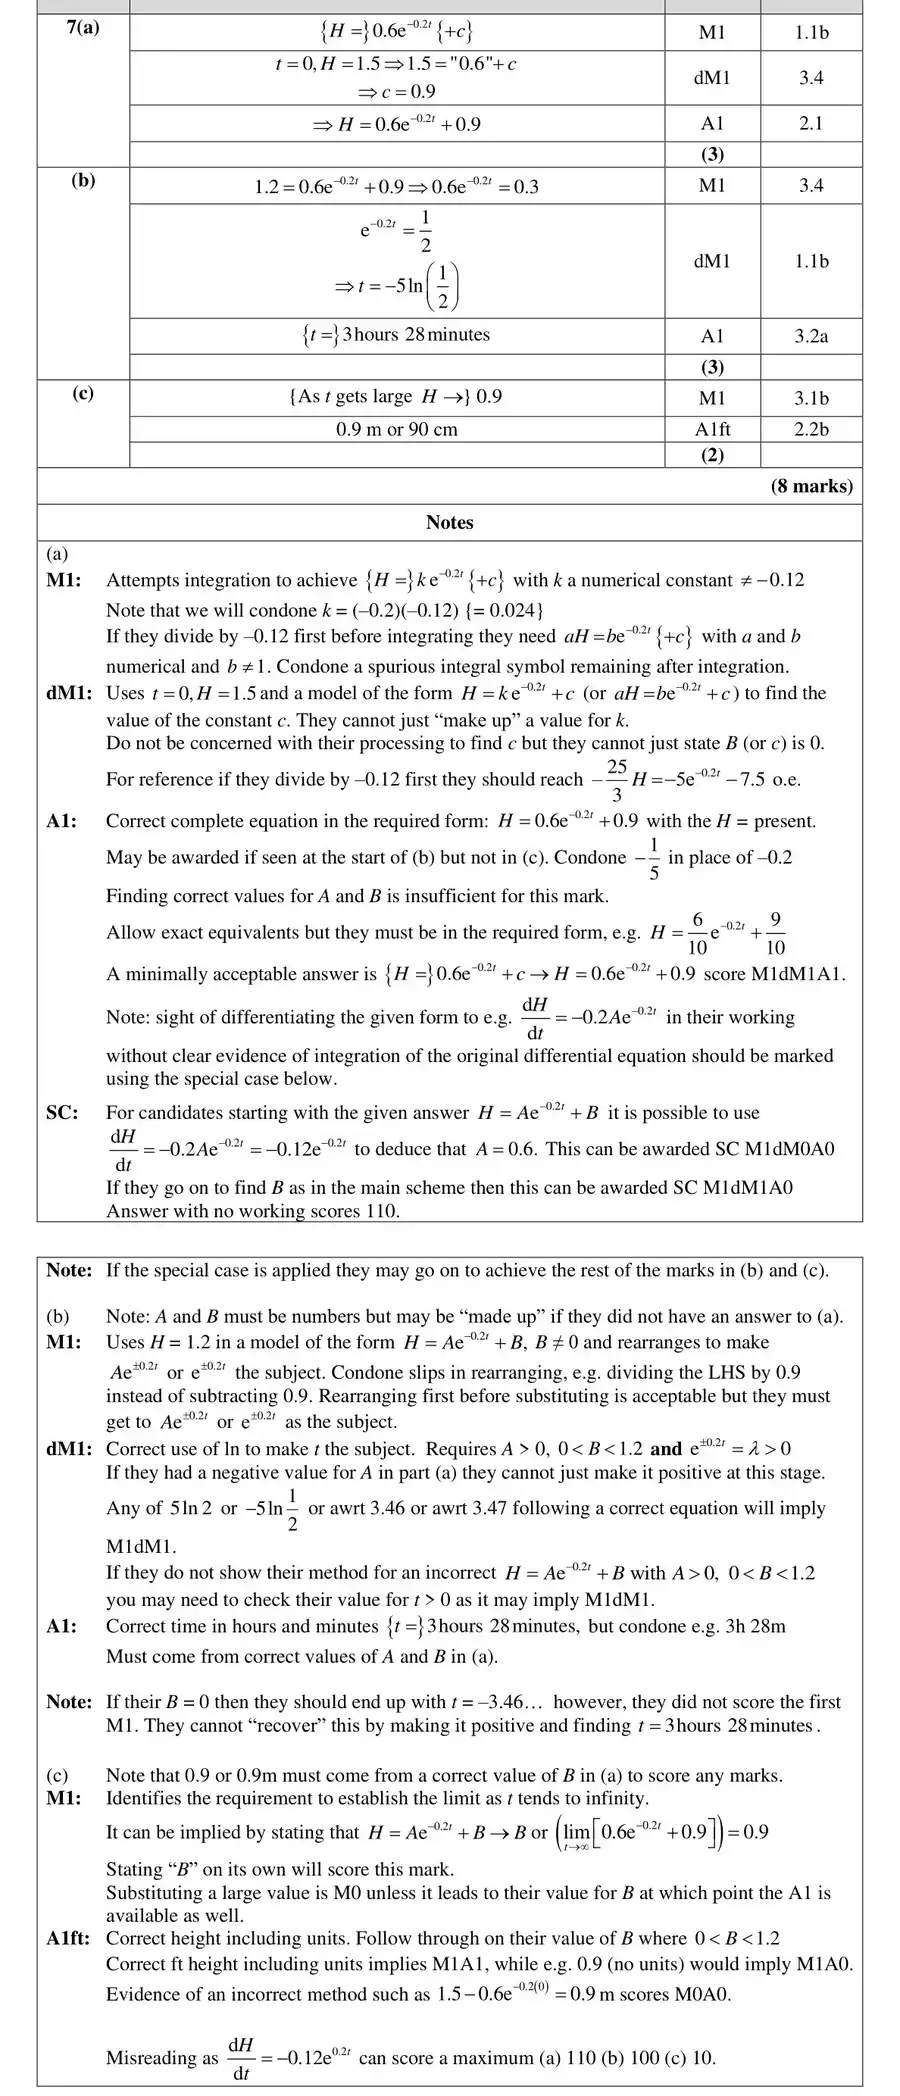 7(a) {H =} 0.6e^{–0.2t} {+c} M1 1.1b
t = 0, H = 1.5 ⇒ 1.5 = "0.6" + c
⇒ c = 0.9 dM1 3.4
⇒ H = 0.6e^{–0.2t} + 0.9 A1 2.1
(3)
(b) 1.2 = 0.6e^{–0.2t} + 0.9 ⇒ 0.6e^{–0.2t} = 0.3 M1 3.4
e^{–0.2t} = 1/2
⇒ t = –5 ln(1/2) dM1 1.1b
{t =} 3 hours 28 minutes A1 3.2a
(3)
(c) {As t gets large H →} 0.9 M1 3.1b
0.9 m or 90 cm A1ft 2.2b
(2)
(8 marks)
Notes
(a)
M1: Attempts integration to achieve {H =} k e^{–0.2t} {+c} with k a numerical constant ≠ –0.12
Note that we will condone k = (–0.2)(–0.12) {= 0.024}
If they divide by –0.12 first before integrating they need aH = be^{–0.2t} {+c} with a and b
numerical and b ≠ 1. Condone a spurious integral symbol remaining after integration.
dM1: Uses t = 0, H = 1.5 and a model of the form H = k e^{–0.2t} + c (or aH = be^{–0.2t} + c) to find the
value of the constant c. They cannot just “make up” a value for k.
Do not be concerned with their processing to find c but they cannot just state B (or c) is 0.
For reference if they divide by –0.12 first they should reach –25/3 H = –5e^{–0.2t} – 7.5 o.e.
A1: Correct complete equation in the required form: H = 0.6e^{–0.2t} + 0.9 with the H = present.
May be awarded if seen at the start of (b) but not in (c). Condone –1/5 in place of –0.2
Finding correct values for A and B is insufficient for this mark.
Allow exact equivalents but they must be in the required form, e.g. H = 6/10 e^{–0.2t} + 9/10
A minimally acceptable answer is {H =} 0.6e^{–0.2t} + c → H = 0.6e^{–0.2t} + 0.9 score M1dM1A1.
Note: sight of differentiating the given form to e.g. dH/dt = –0.2Ae^{–0.2t} in their working
without clear evidence of integration of the original differential equation should be marked
using the special case below.
SC: For candidates starting with the given answer H = Ae^{–0.2t} + B it is possible to use
dH/dt = –0.2Ae^{–0.2t} = –0.12e^{–0.2t} to deduce that A = 0.6. This can be awarded SC M1dM0A0
If they go on to find B as in the main scheme then this can be awarded SC M1dM1A0
Answer with no working scores 110.
Note: If the special case is applied they may go on to achieve the rest of the marks in (b) and (c).
(b) Note: A and B must be numbers but may be “made up” if they did not have an answer to (a).
M1: Uses H = 1.2 in a model of the form H = Ae^{–0.2t} + B, B ≠ 0 and rearranges to make
Ae^{±0.2t} or e^{±0.2t} the subject. Condone slips in rearranging, e.g. dividing the LHS by 0.9
instead of subtracting 0.9. Rearranging first before substituting is acceptable but they must
get to Ae^{±0.2t} or e^{±0.2t} as the subject.
dM1: Correct use of ln to make t the subject. Requires A > 0, 0 < B < 1.2 and e^{±0.2t} = λ > 0
If they had a negative value for A in part (a) they cannot just make it positive at this stage.
Any of 5 ln 2 or –5 ln 1/2 or awrt 3.46 or awrt 3.47 following a correct equation will imply
M1dM1.
If they do not show their method for an incorrect H = Ae^{–0.2t} + B with A > 0, 0 < B < 1.2
you may need to check their value for t > 0 as it may imply M1dM1.
A1: Correct time in hours and minutes {t =} 3 hours 28 minutes, but condone e.g. 3h 28m
Must come from correct values of A and B in (a).
Note: If their B = 0 then they should end up with t = –3.46… however, they did not score the first
M1. They cannot “recover” this by making it positive and finding t = 3 hours 28 minutes .
(c) Note that 0.9 or 0.9m must come from a correct value of B in (a) to score any marks.
M1: Identifies the requirement to establish the limit as t tends to infinity.
It can be implied by stating that H = Ae^{–0.2t} + B → B or (lim_{t→∞}[0.6e^{–0.2t} + 0.9]) = 0.9
Stating “B” on its own will score this mark.
Substituting a large value is M0 unless it leads to their value for B at which point the A1 is
available as well.
A1ft: Correct height including units. Follow through on their value of B where 0 < B < 1.2
Correct ft height including units implies M1A1, while e.g. 0.9 (no units) would imply M1A0.
Evidence of an incorrect method such as 1.5 – 0.6e^{–0.2(0)} = 0.9 m scores M0A0.
Misreading as dH/dt = –0.12e^{0.2t} can score a maximum (a) 110 (b) 100 (c) 10.